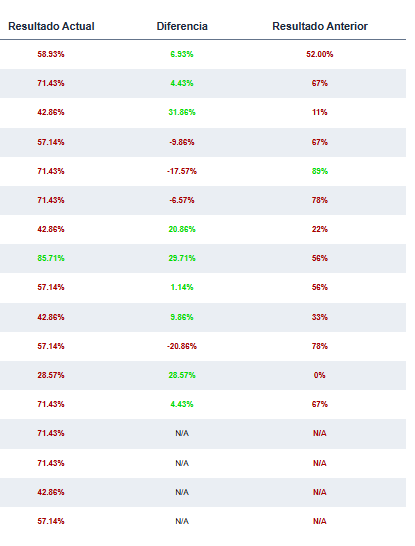 Resultado Actual Diferencia Resultado Anterior
58.93% 6.93% 52.00%
71.43% 4.43% 67%
42.86% 31.86% 11%
57.14% -9.86% 67%
71.43% -17.57% 89%
71.43% -6.57% 78%
42.86% 20.86% 22%
85.71% 29.71% 56%
57.14% 1.14% 56%
42.86% 9.86% 33%
57.14% -20.86% 78%
28.57% 28.57% 0%
71.43% 4.43% 67%
71.43% N/A N/A
71.43% N/A N/A
42.86% N/A N/A
57.14% N/A N/A